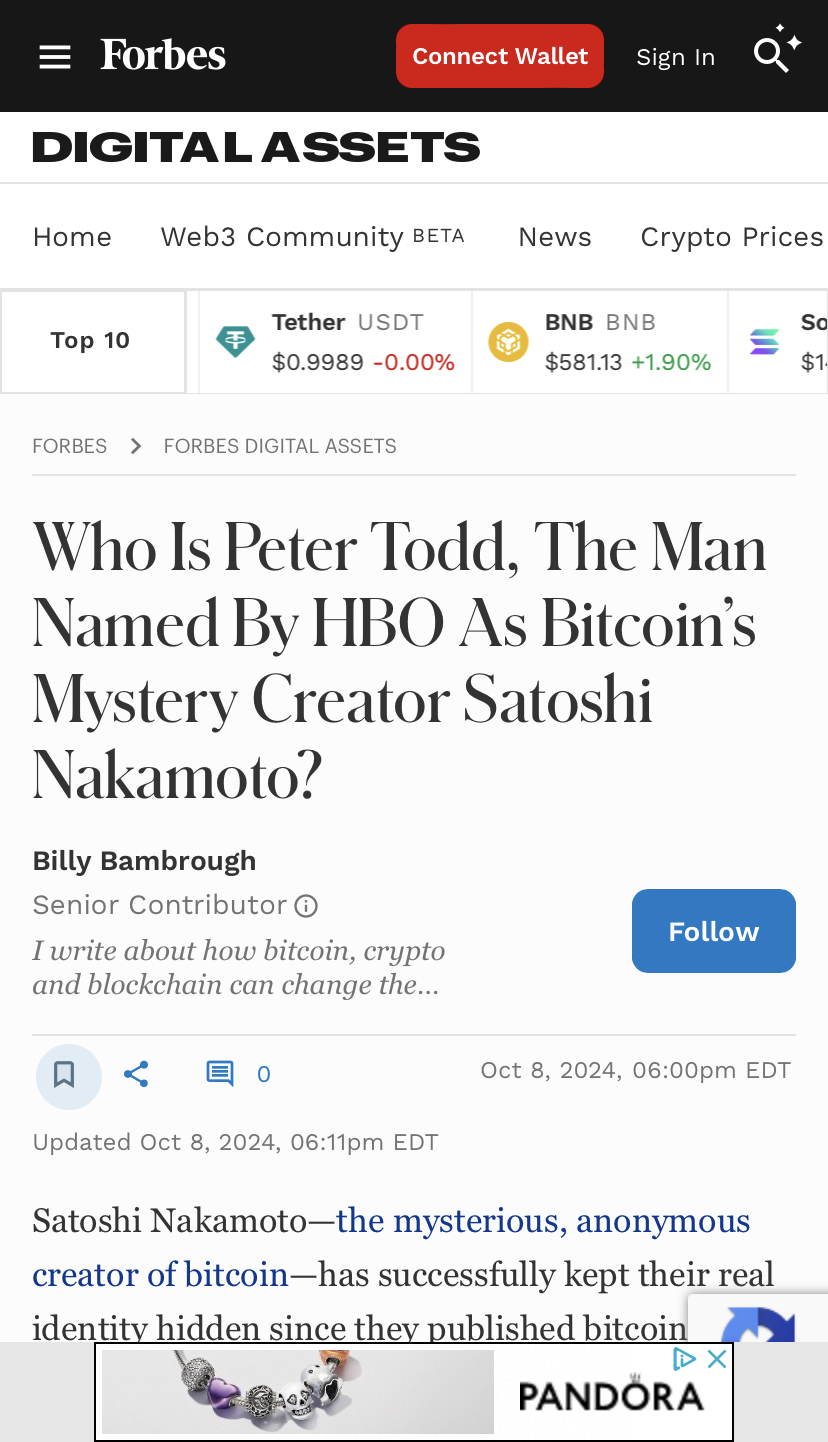 Forbes
Connect Wallet
Sign In
DIGITAL ASSETS
Home
Web3 Community BETA
News
Crypto Prices
Top 10
Tether USDT
$0.9989 -0.00%
BNB BNB
$581.13 +1.90%
FORBES
FORBES DIGITAL ASSETS
Who Is Peter Todd, The Man
Named By HBO As Bitcoin’s
Mystery Creator Satoshi
Nakamoto?
Billy Bambrough
Senior Contributor
I write about how bitcoin, crypto
and blockchain can change the...
Follow
0
Oct 8, 2024, 06:00pm EDT
Updated Oct 8, 2024, 06:11pm EDT
Satoshi Nakamoto—the mysterious, anonymous
creator of bitcoin—has successfully kept their real
identity hidden since they published bitcoin
PANDÖRA